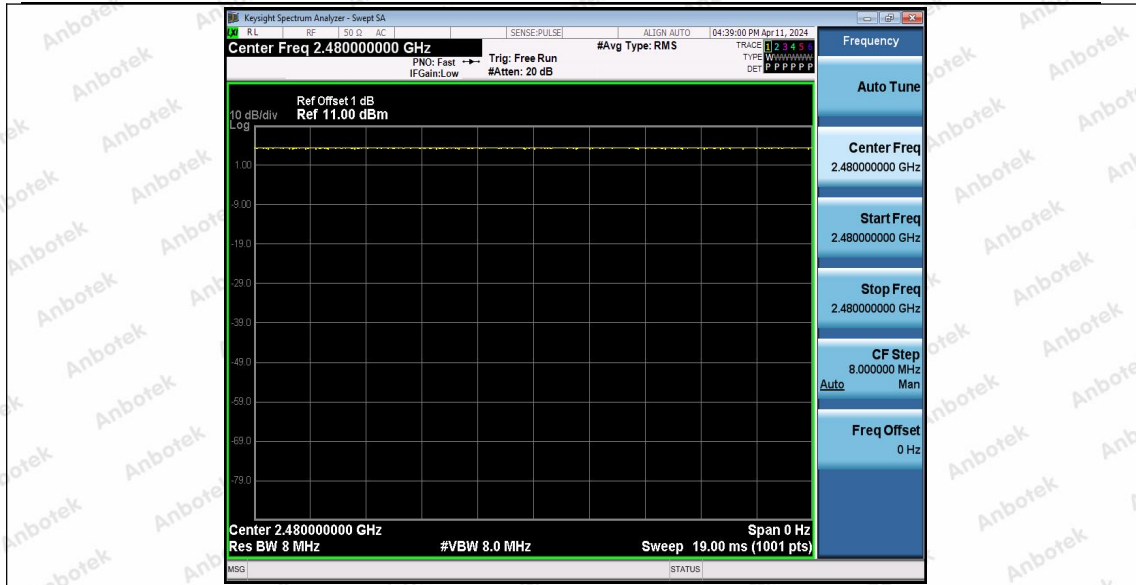 Keysight Spectrum Analyzer - Swept SA
LXI RL RF 50 Ω AC SENSE:PULSE ALIGN AUTO 04:39:00 PM Apr 11, 2024
Center Freq 2.480000000 GHz #Avg Type: RMS TRACE 1 2 3 4 5 6
PNO: Fast Trig: Free Run TYPE WWWWWW
IFGain:Low #Atten: 20 dB DET P P P P P P
Ref Offset 1 dB
10 dB/div Ref 11.00 dBm
Log
1.00
-9.00
-19.0
-29.0
-39.0
-49.0
-59.0
-69.0
-79.0
Center 2.480000000 GHz Span 0 Hz
Res BW 8 MHz #VBW 8.0 MHz Sweep 19.00 ms (1001 pts)
MSG STATUS
Frequency
Auto Tune
Center Freq
2.480000000 GHz
Start Freq
2.480000000 GHz
Stop Freq
2.480000000 GHz
CF Step
8.000000 MHz
Auto Man
Freq Offset
0 Hz
Anbotek